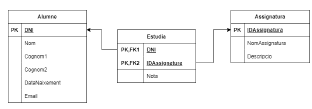 Alumne
PK DNI
Nom
Cognom1
Cognom2
DataNaixement
Email
Estudia
PK,FK1 DNI
PK,FK2 IDAssignatura
Nota
Assignatura
PK IDAssignatura
NomAssignatura
Descripcio